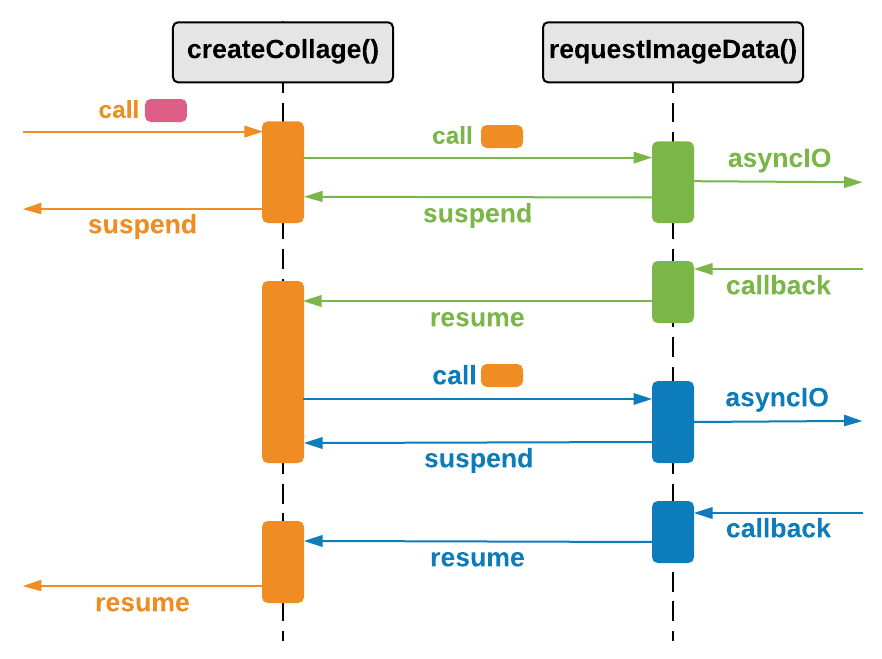 createCollage()
requestImageData()
call
call
asyncIO
suspend
suspend
callback
resume
call
asyncIO
suspend
callback
resume
resume